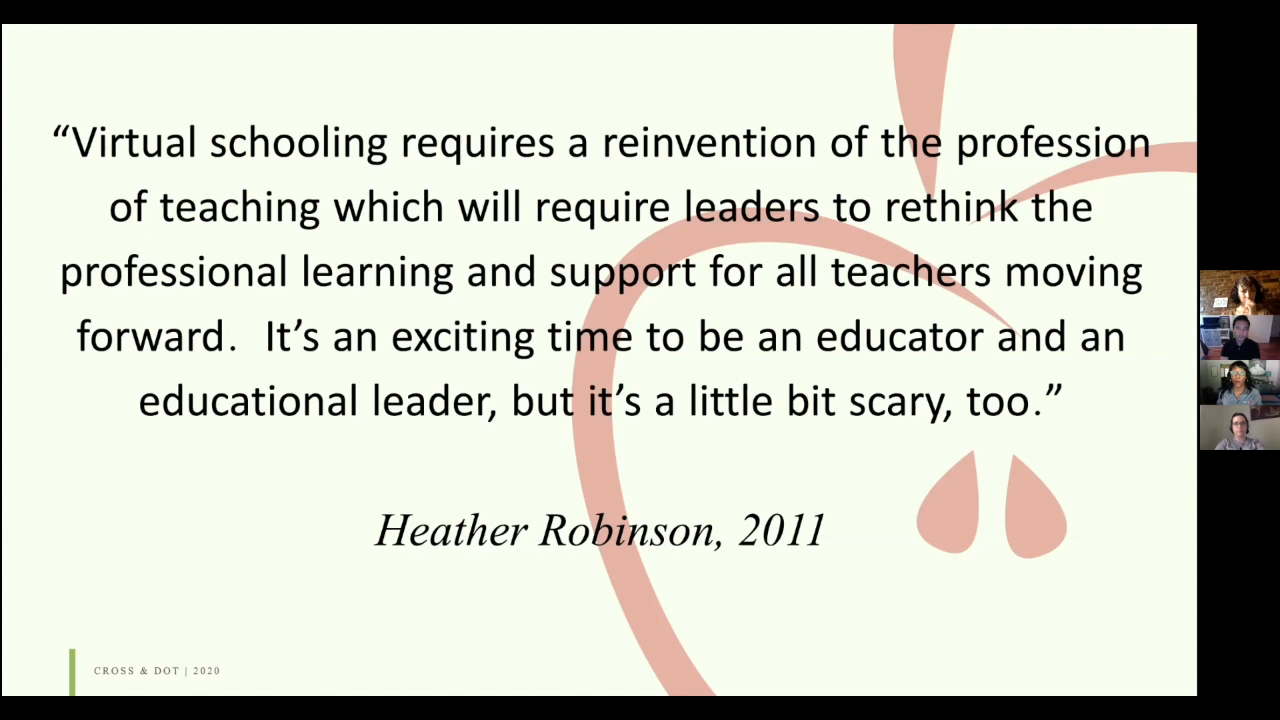 “Virtual schooling requires a reinvention of the profession
of teaching which will require leaders to rethink the
professional learning and support for all teachers moving
forward.  It’s an exciting time to be an educator and an
educational leader, but it’s a little bit scary, too.”
Heather Robinson, 2011
CROSS & DOT | 2020